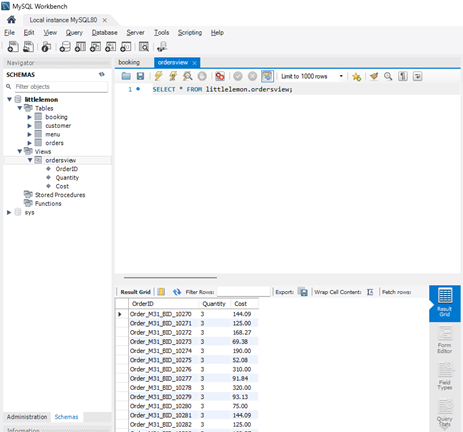 MySQL Workbench
Local instance MySQL80 ×
File Edit View Query Database Server Tools Scripting Help
Navigator
SCHEMAS
Filter objects
littlelemon
Tables
booking
customer
menu
orders
Views
ordersview
OrderID
Quantity
Cost
Stored Procedures
Functions
sys
Administration Schemas
Information
booking ordersview ×
Limit to 1000 rows
1 SELECT * FROM littlelemon.ordersview;
Result Grid Filter Rows: Export: Wrap Cell Content: Fetch rows:
OrderID Quantity Cost
Order_M31_BID_10270 3 144.09
Order_M31_BID_10271 3 125.00
Order_M31_BID_10272 3 168.27
Order_M31_BID_10273 3 69.38
Order_M31_BID_10274 3 190.00
Order_M31_BID_10275 3 52.08
Order_M31_BID_10276 3 310.00
Order_M31_BID_10277 3 91.84
Order_M31_BID_10278 3 320.00
Order_M31_BID_10279 3 93.13
Order_M31_BID_10280 3 75.00
Order_M31_BID_10281 3 144.09
Order_M31_BID_10282 3 125.00
Result
Grid
Form
Editor
Field
Types
Query
Stats